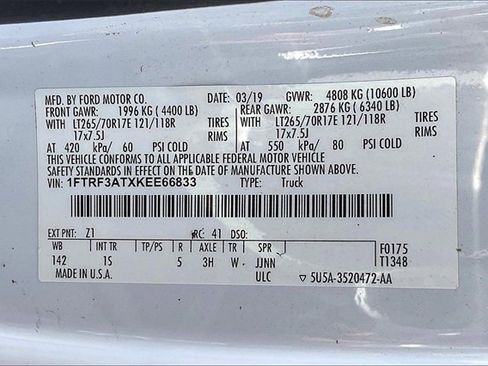 MFD. BY FORD MOTOR CO. DATE: 03/19 GVWR: 4808 KG (10600 LB)
FRONT GAWR: 1996 KG ( 4400 LB) REAR GAWR: 2876 KG ( 6340 LB)
WITH LT265/70R17E 121/118R TIRES WITH LT265/70R17E 121/118R TIRES
17x7.5J RIMS 17x7.5J RIMS
AT 420 kPa/ 60 PSI COLD AT 550 kPa/ 80 PSI COLD
THIS VEHICLE CONFORMS TO ALL APPLICABLE FEDERAL MOTOR VEHICLE
SAFETY STANDARDS IN EFFECT ON THE DATE OF MANUFACTURE SHOWN ABOVE.
VIN: 1FTRF3ATXKEE66833 TYPE: Truck
EXT PNT: Z1 RC: 41 DSO: F0175
WB INT TR TP/PS R AXLE TR SPR T1348
142 1S 5 3H W JJNN
MADE IN U.S.A. ULC ▽ 5U5A-3520472-AA